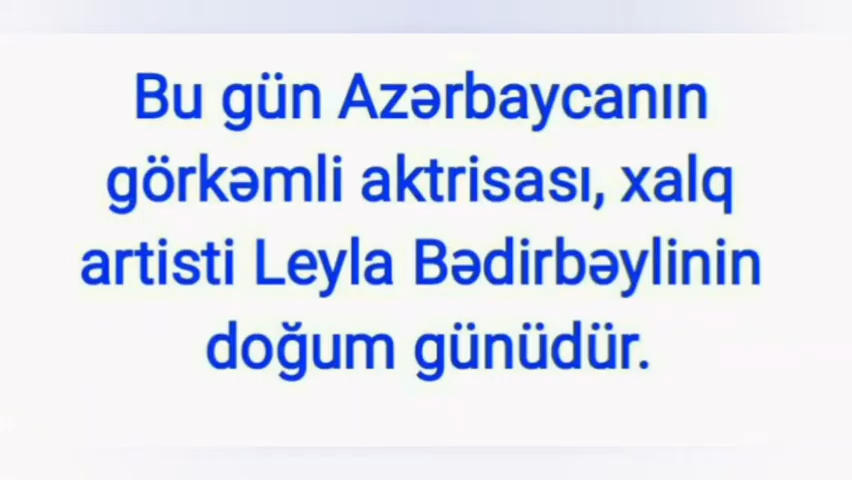 Bu gün Azərbaycanın
görkəmli aktrisası, xalq
artisti Leyla Bədirbəylinin
doğum günüdür.